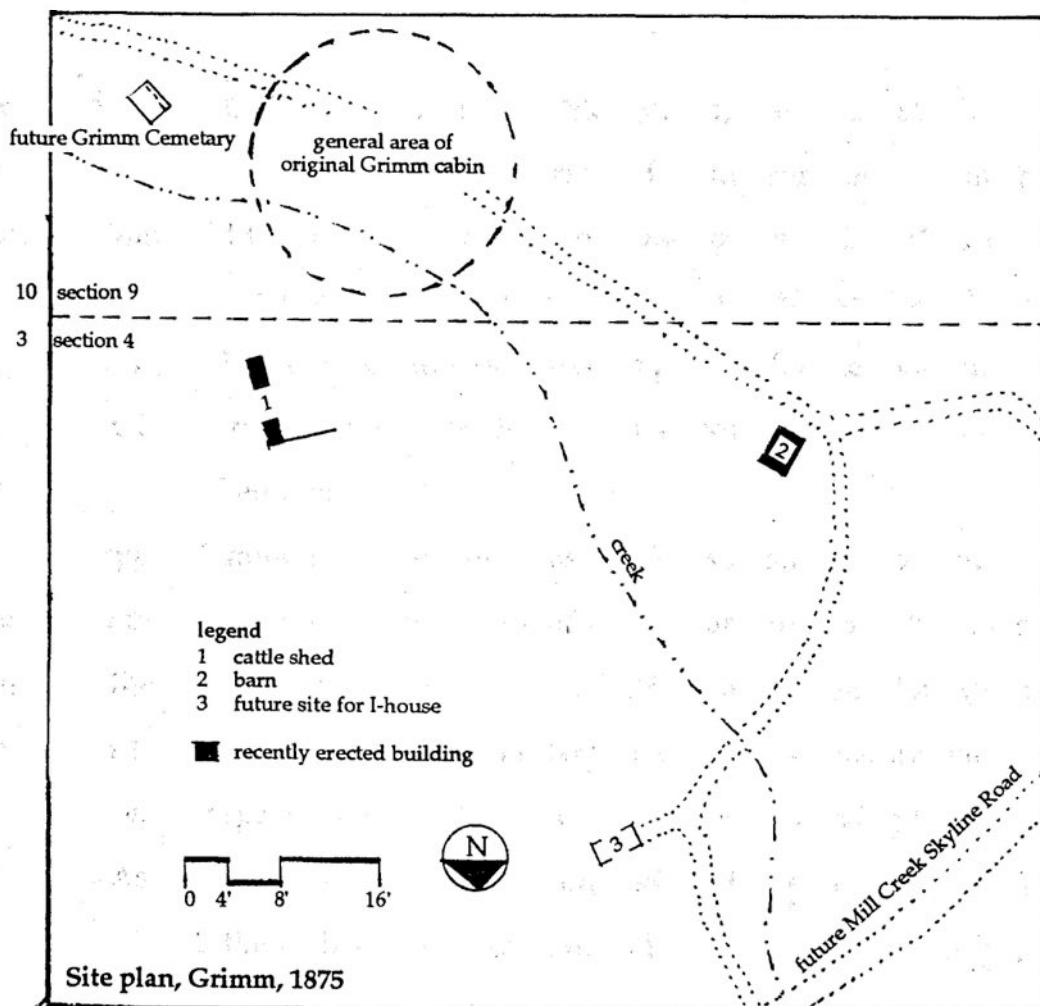 future Grimm Cemetary
general area of
original Grimm cabin
10 section 9
3 section 4
1
2
creek
legend
1 cattle shed
2 barn
3 future site for I-house
recently erected building
3
N
0 4' 8' 16'
future Mill Creek Skyline Road
Site plan, Grimm, 1875